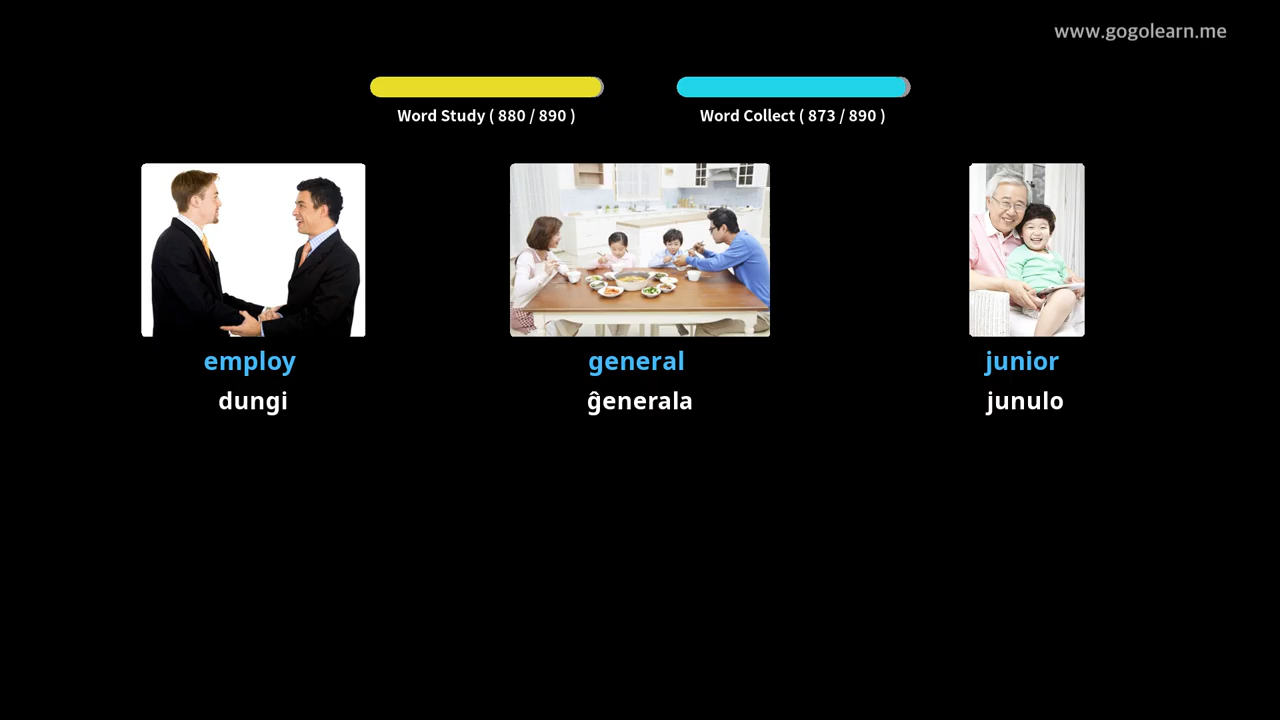 www.gogolearn.me
Word Study ( 880 / 890 )
Word Collect ( 873 / 890 )
employ
general
junior
dungi
ĝenerala
junulo